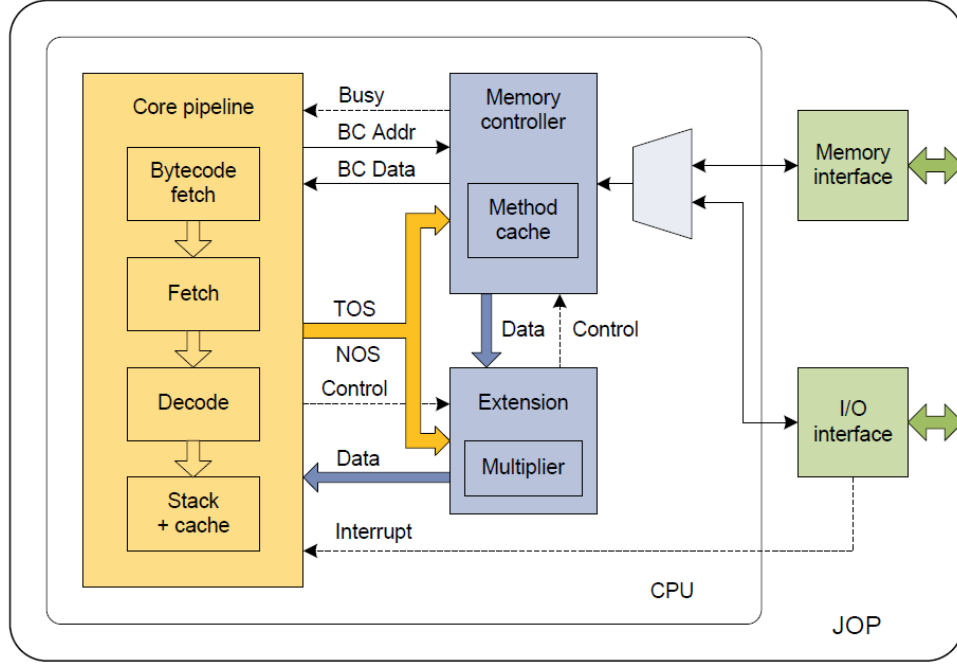 Core pipeline
Bytecode
fetch
Fetch
Decode
Stack
+ cache
Busy
BC Addr
BC Data
TOS
NOS
Control
Data
Interrupt
Memory
controller
Method
cache
Data
Control
Extension
Multiplier
Memory
interface
I/O
interface
CPU
JOP